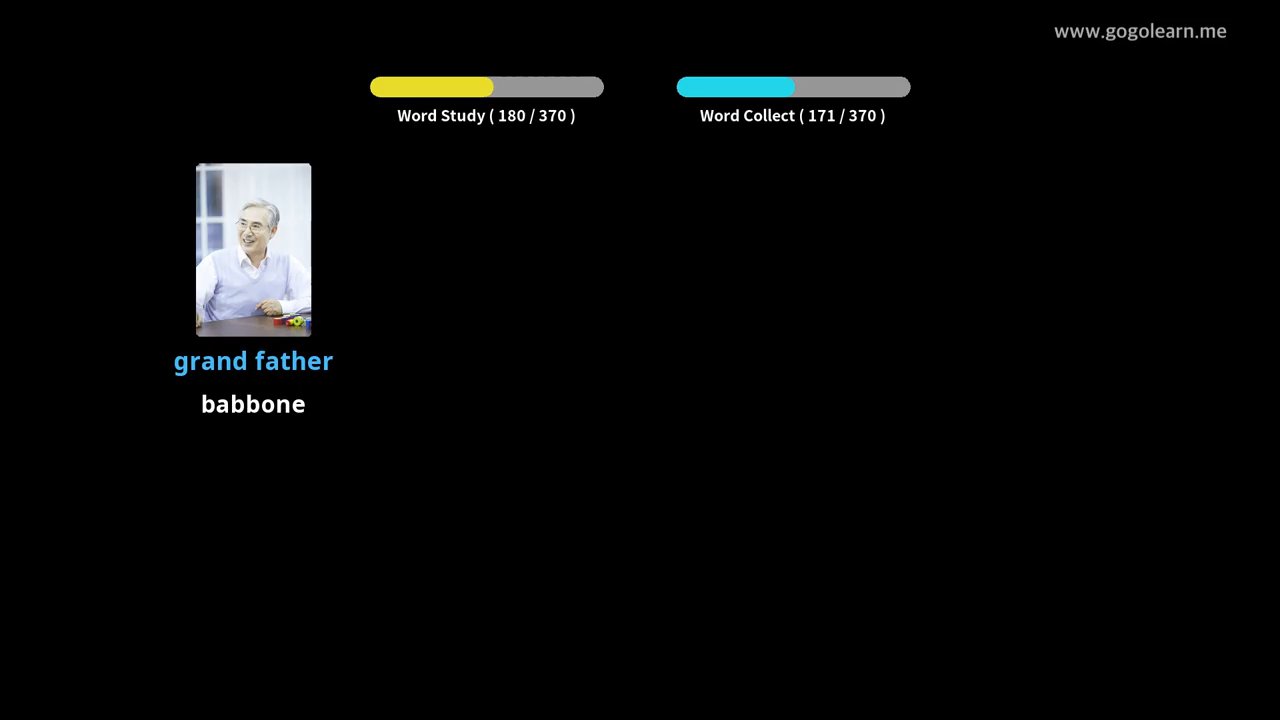 www.gogolearn.me
Word Study ( 180 / 370 )
Word Collect ( 171 / 370 )
grand father
babbone